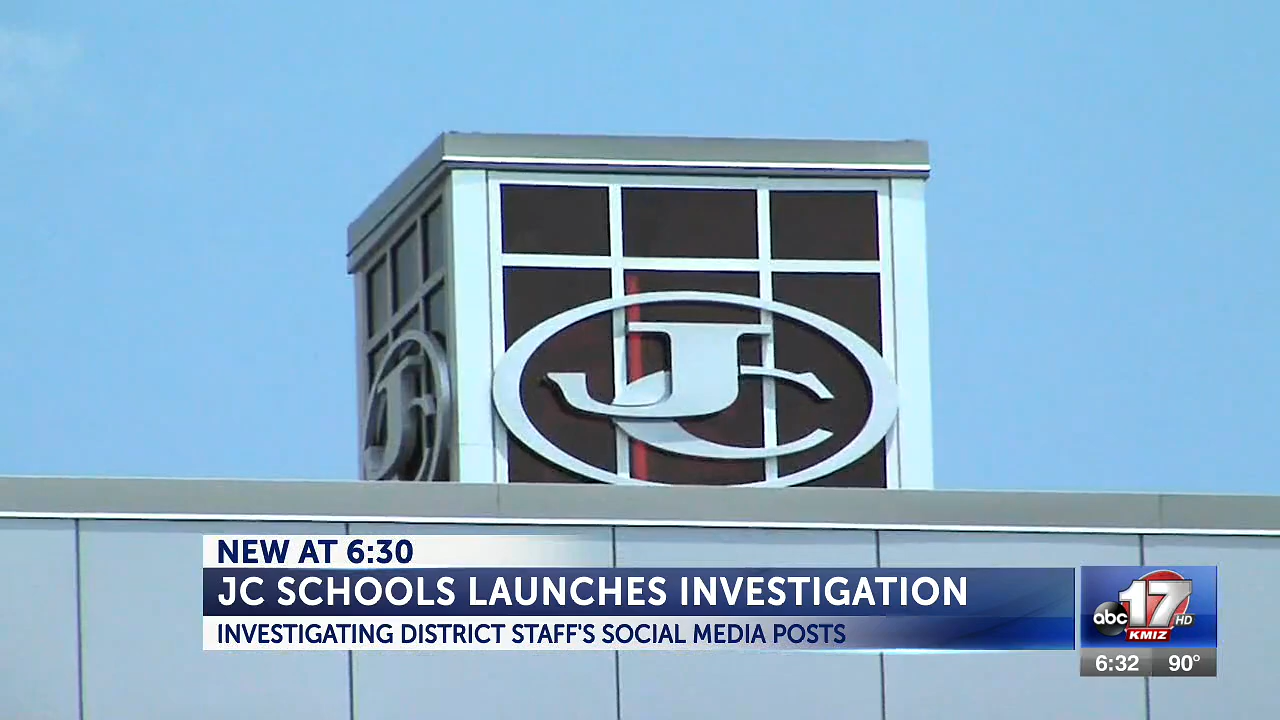 JC
JC
NEW AT 6:30
JC SCHOOLS LAUNCHES INVESTIGATION
INVESTIGATING DISTRICT STAFF'S SOCIAL MEDIA POSTS
abc 17 HD
KMIZ
6:32 90°